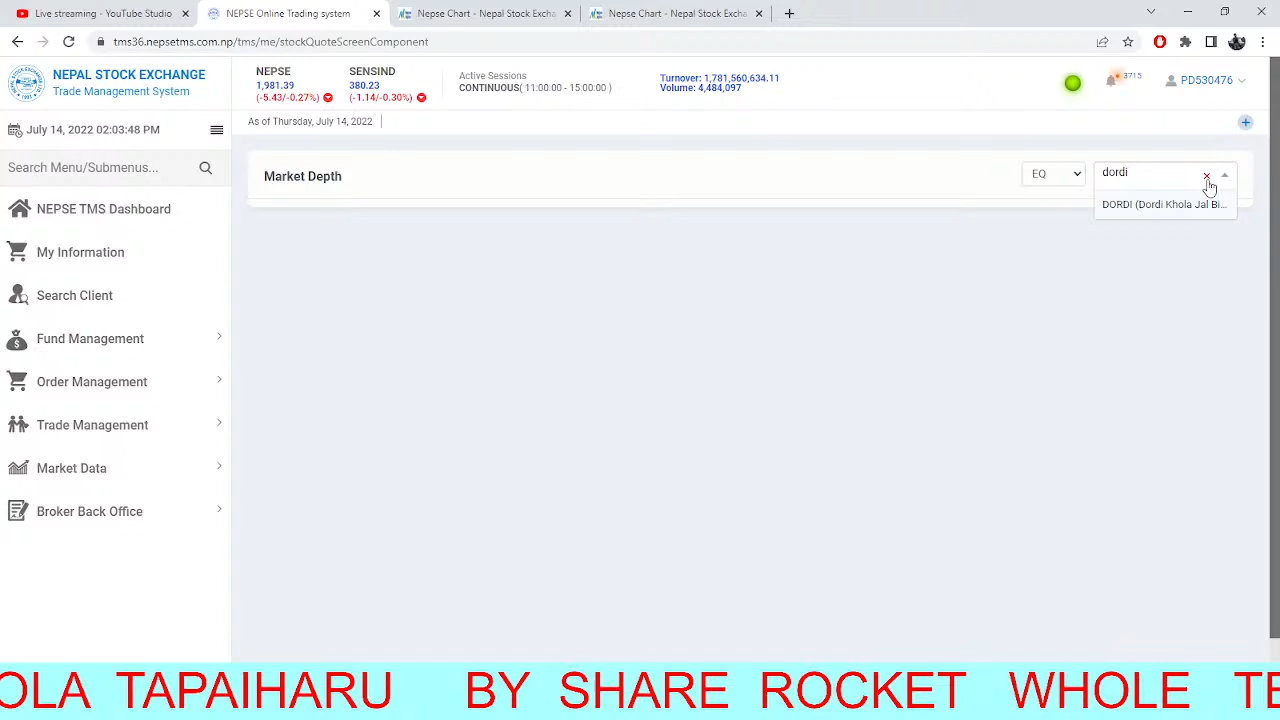 Live streaming - YouTube Studio
NEPSE Online Trading system
Nepse Chart - Nepal Stock Excha
Nepse Chart - Nepal Stock Excha
tms36.nepsetms.com.np/tms/me/stockQuoteScreenComponent
NEPAL STOCK EXCHANGE
Trade Management System
NEPSE
1,981.39
(-5.43/-0.27%)
SENSIND
380.23
(-1.14/-0.30%)
Active Sessions
CONTINUOUS( 11:00:00 - 15:00:00 )
Turnover: 1,781,560,634.11
Volume: 4,484,097
3715
PD530476
July 14, 2022 02:03:48 PM
As of Thursday, July 14, 2022
Search Menu/Submenus...
Market Depth
EQ
dordi
DORDI (Dordi Khola Jal Bi...
NEPSE TMS Dashboard
My Information
Search Client
Fund Management
Order Management
Trade Management
Market Data
Broker Back Office
OLA TAPAIHARU BY SHARE ROCKET WHOLE TE